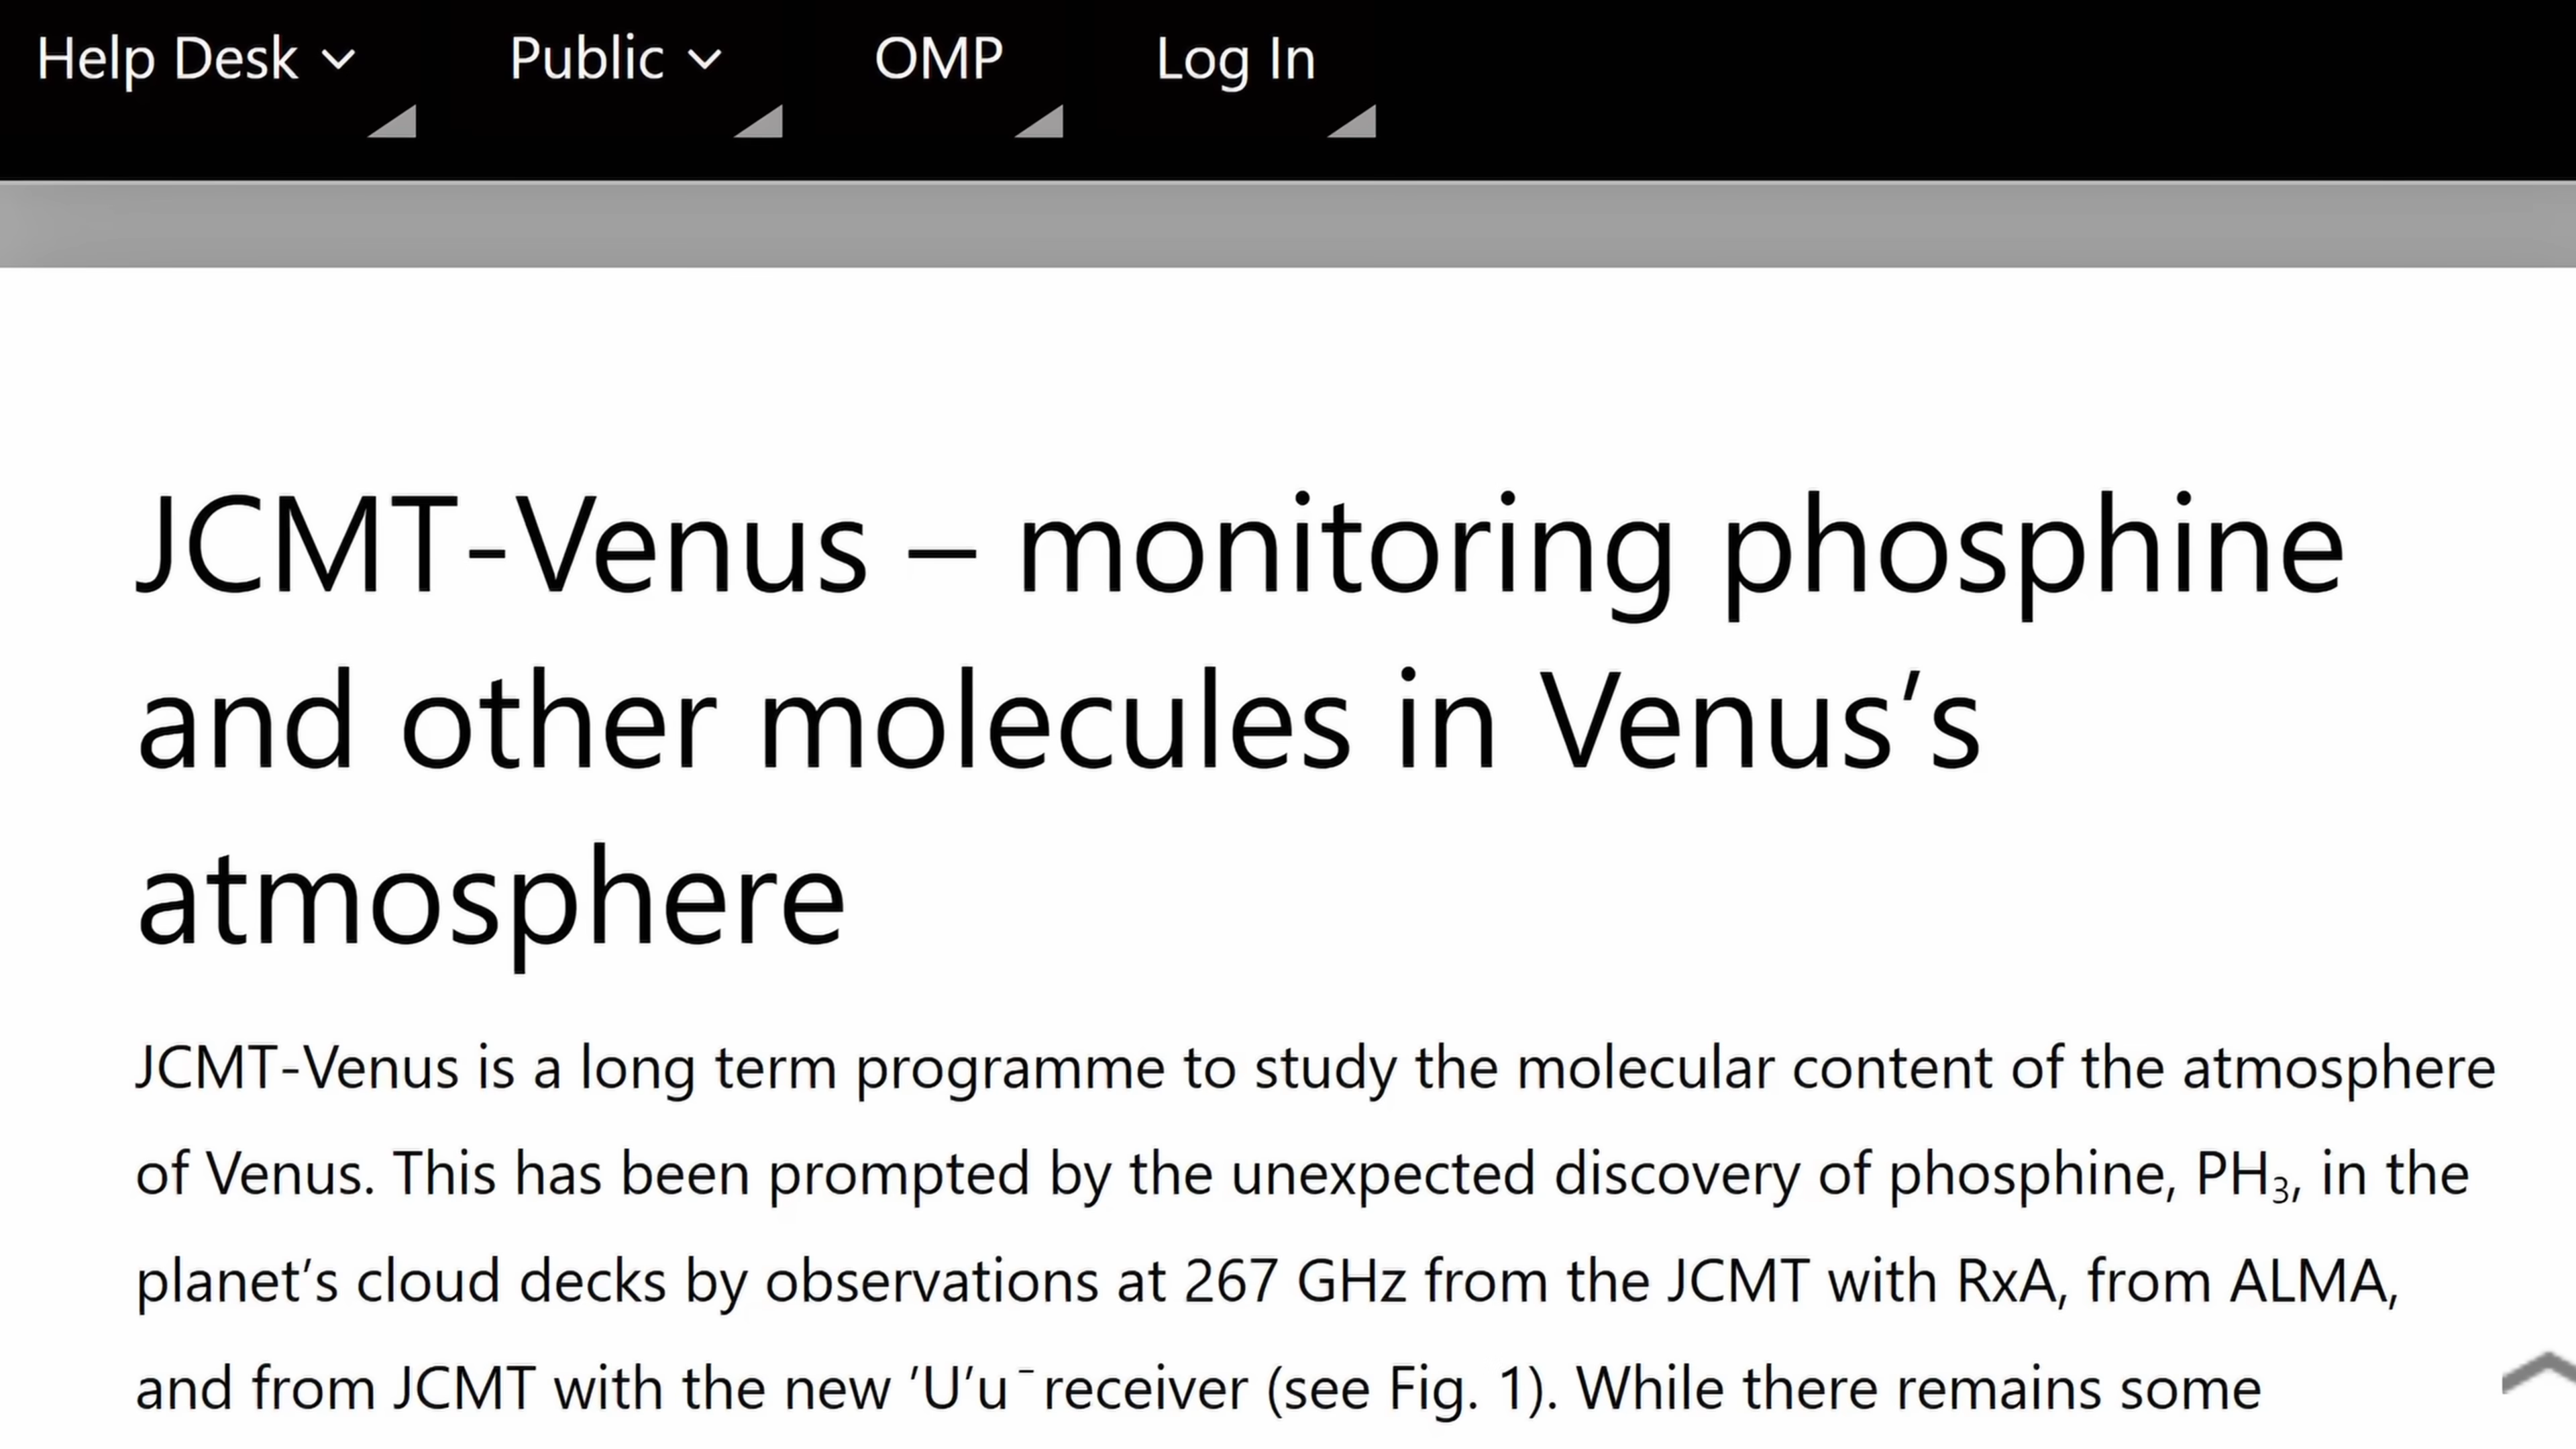 Help Desk Public OMP Log In
JCMT-Venus – monitoring phosphine
and other molecules in Venus’s
atmosphere
JCMT-Venus is a long term programme to study the molecular content of the atmosphere
of Venus. This has been prompted by the unexpected discovery of phosphine, PH₃, in the
planet’s cloud decks by observations at 267 GHz from the JCMT with RxA, from ALMA,
and from JCMT with the new ’U’u¯receiver (see Fig. 1). While there remains some